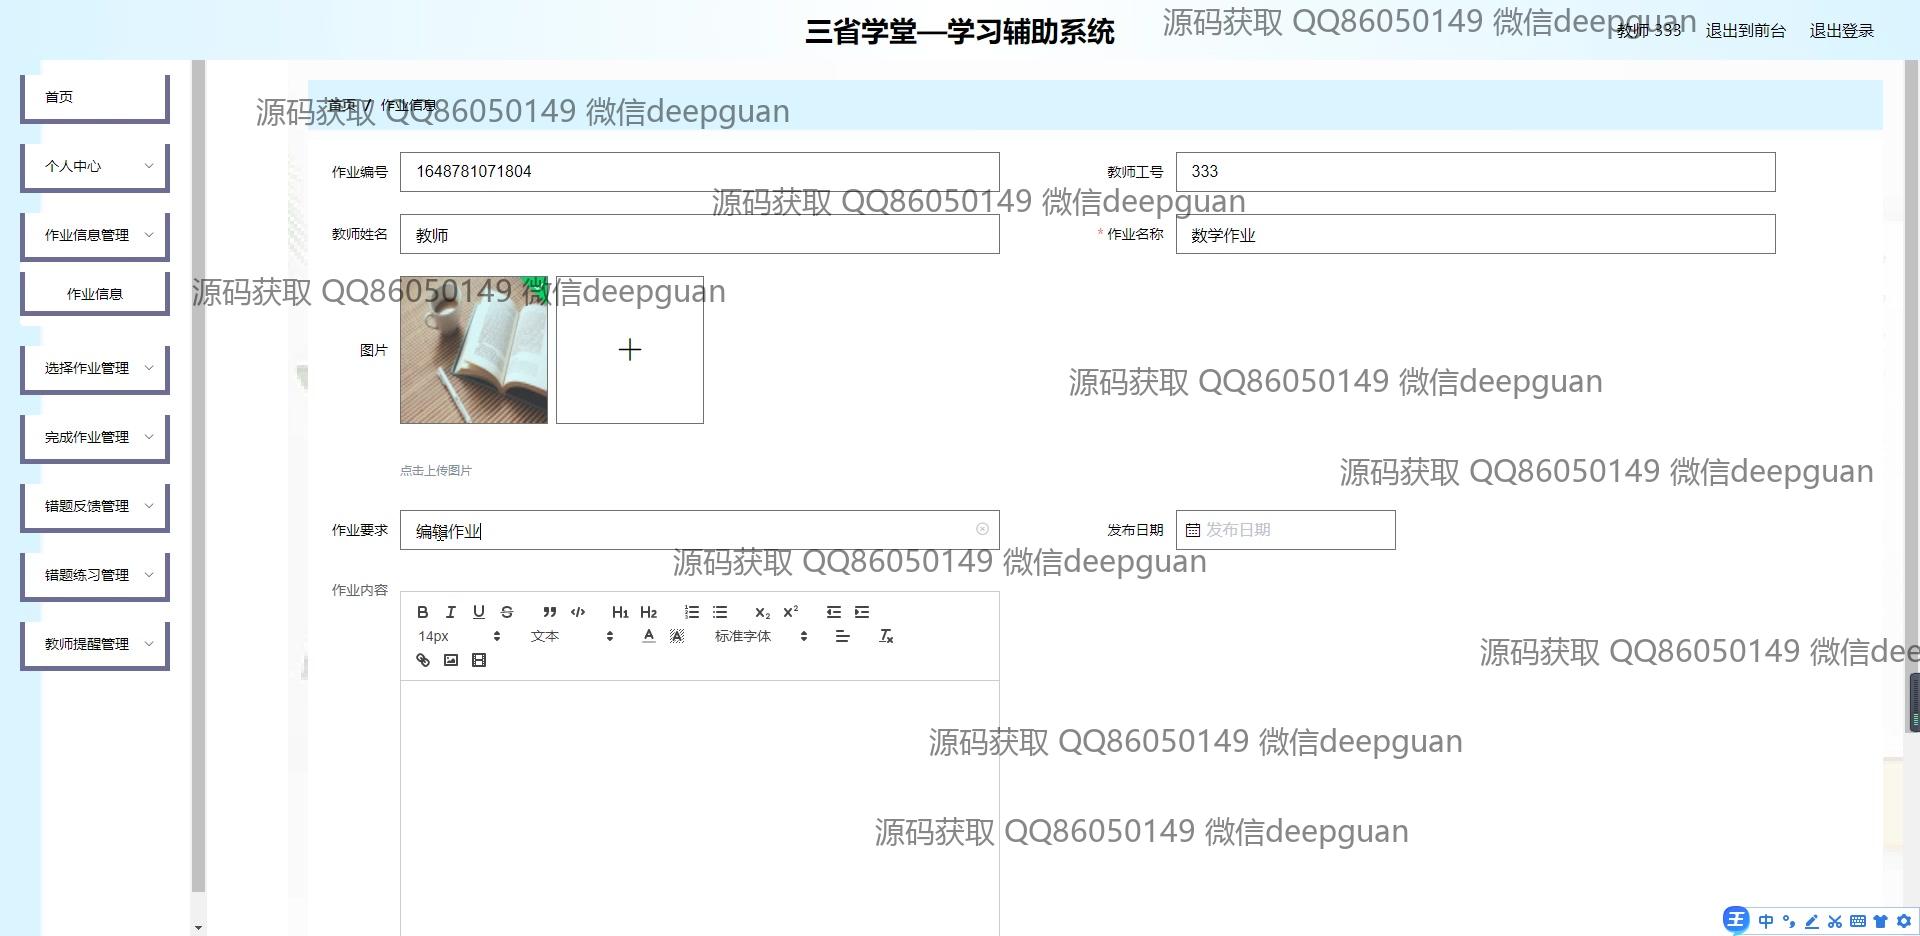 三省学堂—学习辅助系统
源码获取 QQ86050149 微信deepguan
教师 333 退出到前台 退出登录
首页
首页 / 作业信息
源码获取 QQ86050149 微信deepguan
作业编号 1648781071804 教师工号 333
个人中心
源码获取 QQ86050149 微信deepguan
作业信息管理
教师姓名 教师 * 作业名称 数学作业
作业信息
源码获取 QQ86050149 微信deepguan
图片
选择作业管理
源码获取 QQ86050149 微信deepguan
完成作业管理
点击上传图片
源码获取 QQ86050149 微信deepguan
错题反馈管理
作业要求 编辑作业 发布日期 发布日期
源码获取 QQ86050149 微信deepguan
错题练习管理
作业内容
B I U S H1 H2 X₂ X²
14px 文本 A A 标准字体 Tx
教师提醒管理
源码获取 QQ86050149 微信dee
源码获取 QQ86050149 微信deepguan
源码获取 QQ86050149 微信deepguan
王 中